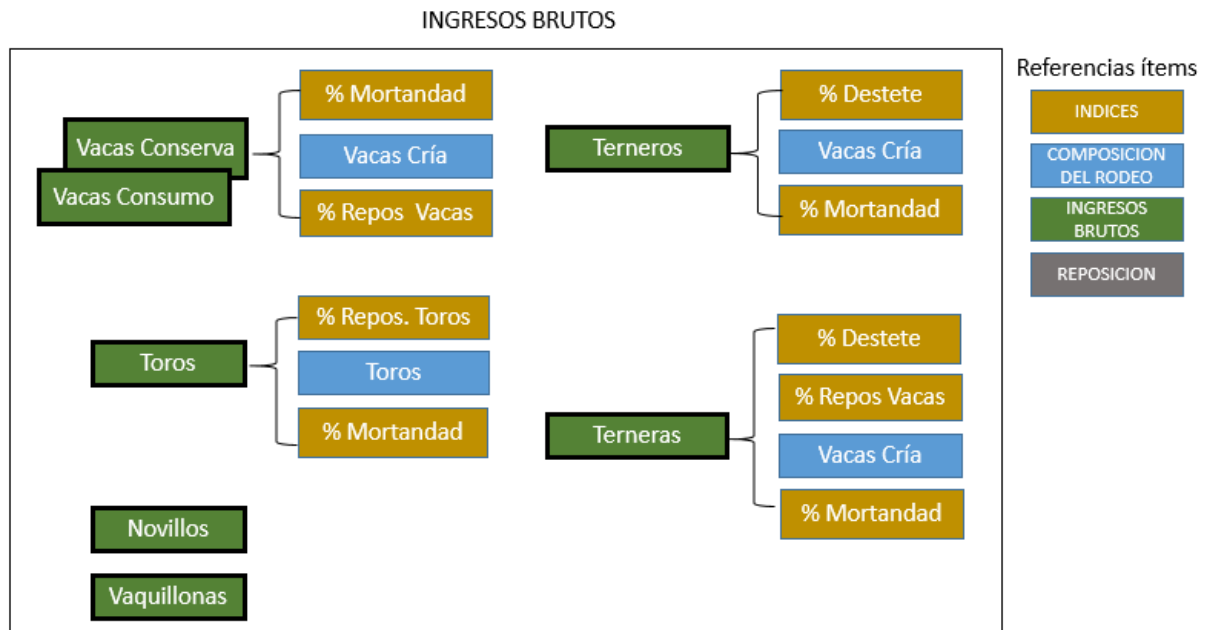 INGRESOS BRUTOS
Vacas Conserva
Vacas Consumo
% Mortandad
Vacas Cría
% Repos  Vacas
Terneros
% Destete
Vacas Cría
% Mortandad
Toros
% Repos. Toros
Toros
% Mortandad
Terneras
% Destete
% Repos Vacas
Vacas Cría
% Mortandad
Novillos
Vaquillonas
Referencias ítems
INDICES
COMPOSICION
DEL RODEO
INGRESOS
BRUTOS
REPOSICION